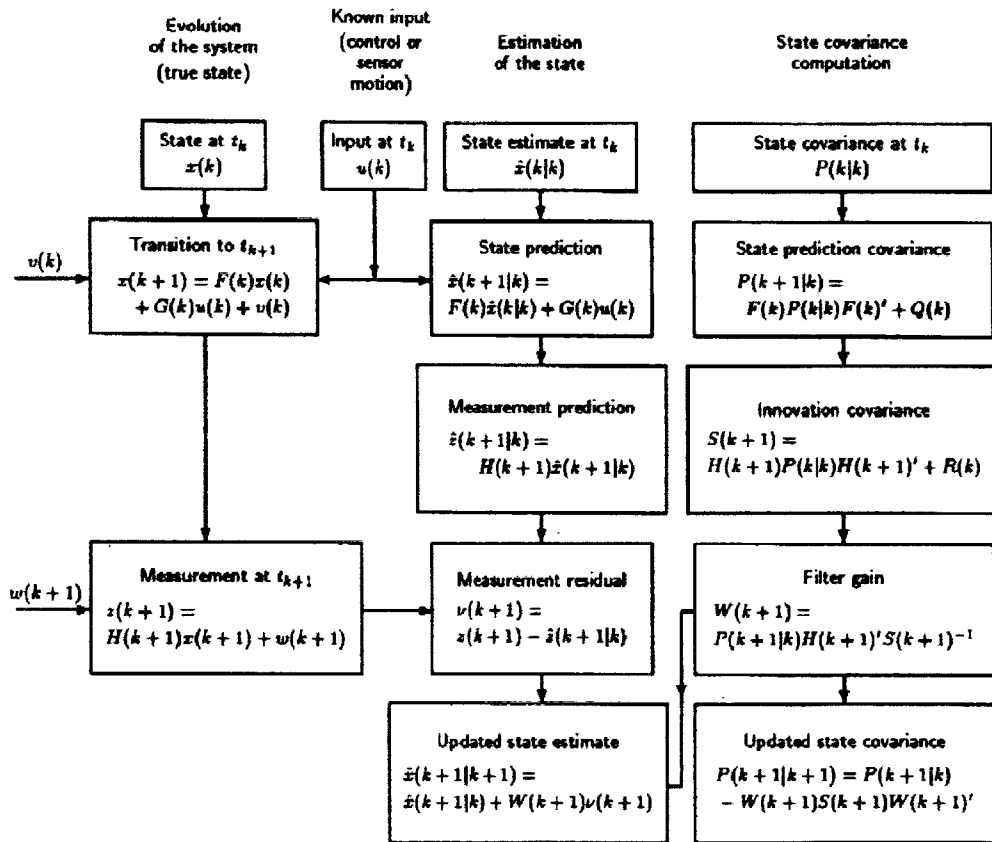 Evolution
of the system
(true state)
Known input
(control or
sensor
motion)
Estimation
of the state
State covariance
computation
State at t_k
x(k)
Input at t_k
u(k)
State estimate at t_k
x̂(k|k)
State covariance at t_k
P(k|k)
v(k)
Transition to t_{k+1}
x(k + 1) = F(k)x(k)
+ G(k)u(k) + v(k)
State prediction
x̂(k + 1|k) =
F(k)x̂(k|k) + G(k)u(k)
State prediction covariance
P(k + 1|k) =
F(k)P(k|k)F(k)′ + Q(k)
Measurement prediction
ẑ(k + 1|k) =
H(k + 1)x̂(k + 1|k)
Innovation covariance
S(k + 1) =
H(k + 1)P(k|k)H(k + 1)′ + R(k)
w(k + 1)
Measurement at t_{k+1}
z(k + 1) =
H(k + 1)x(k + 1) + w(k + 1)
Measurement residual
ν(k + 1) =
z(k + 1) − ẑ(k + 1|k)
Filter gain
W(k + 1) =
P(k + 1|k)H(k + 1)′S(k + 1)⁻¹
Updated state estimate
x̂(k + 1|k + 1) =
x̂(k + 1|k) + W(k + 1)ν(k + 1)
Updated state covariance
P(k + 1|k + 1) = P(k + 1|k)
− W(k + 1)S(k + 1)W(k + 1)′